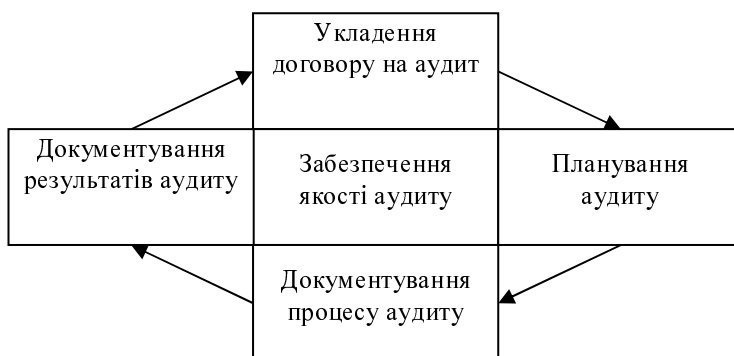 Укладення
договору на аудит
Документування
результатів аудиту
Забезпечення
якості аудиту
Планування
аудиту
Документування
процесу аудиту